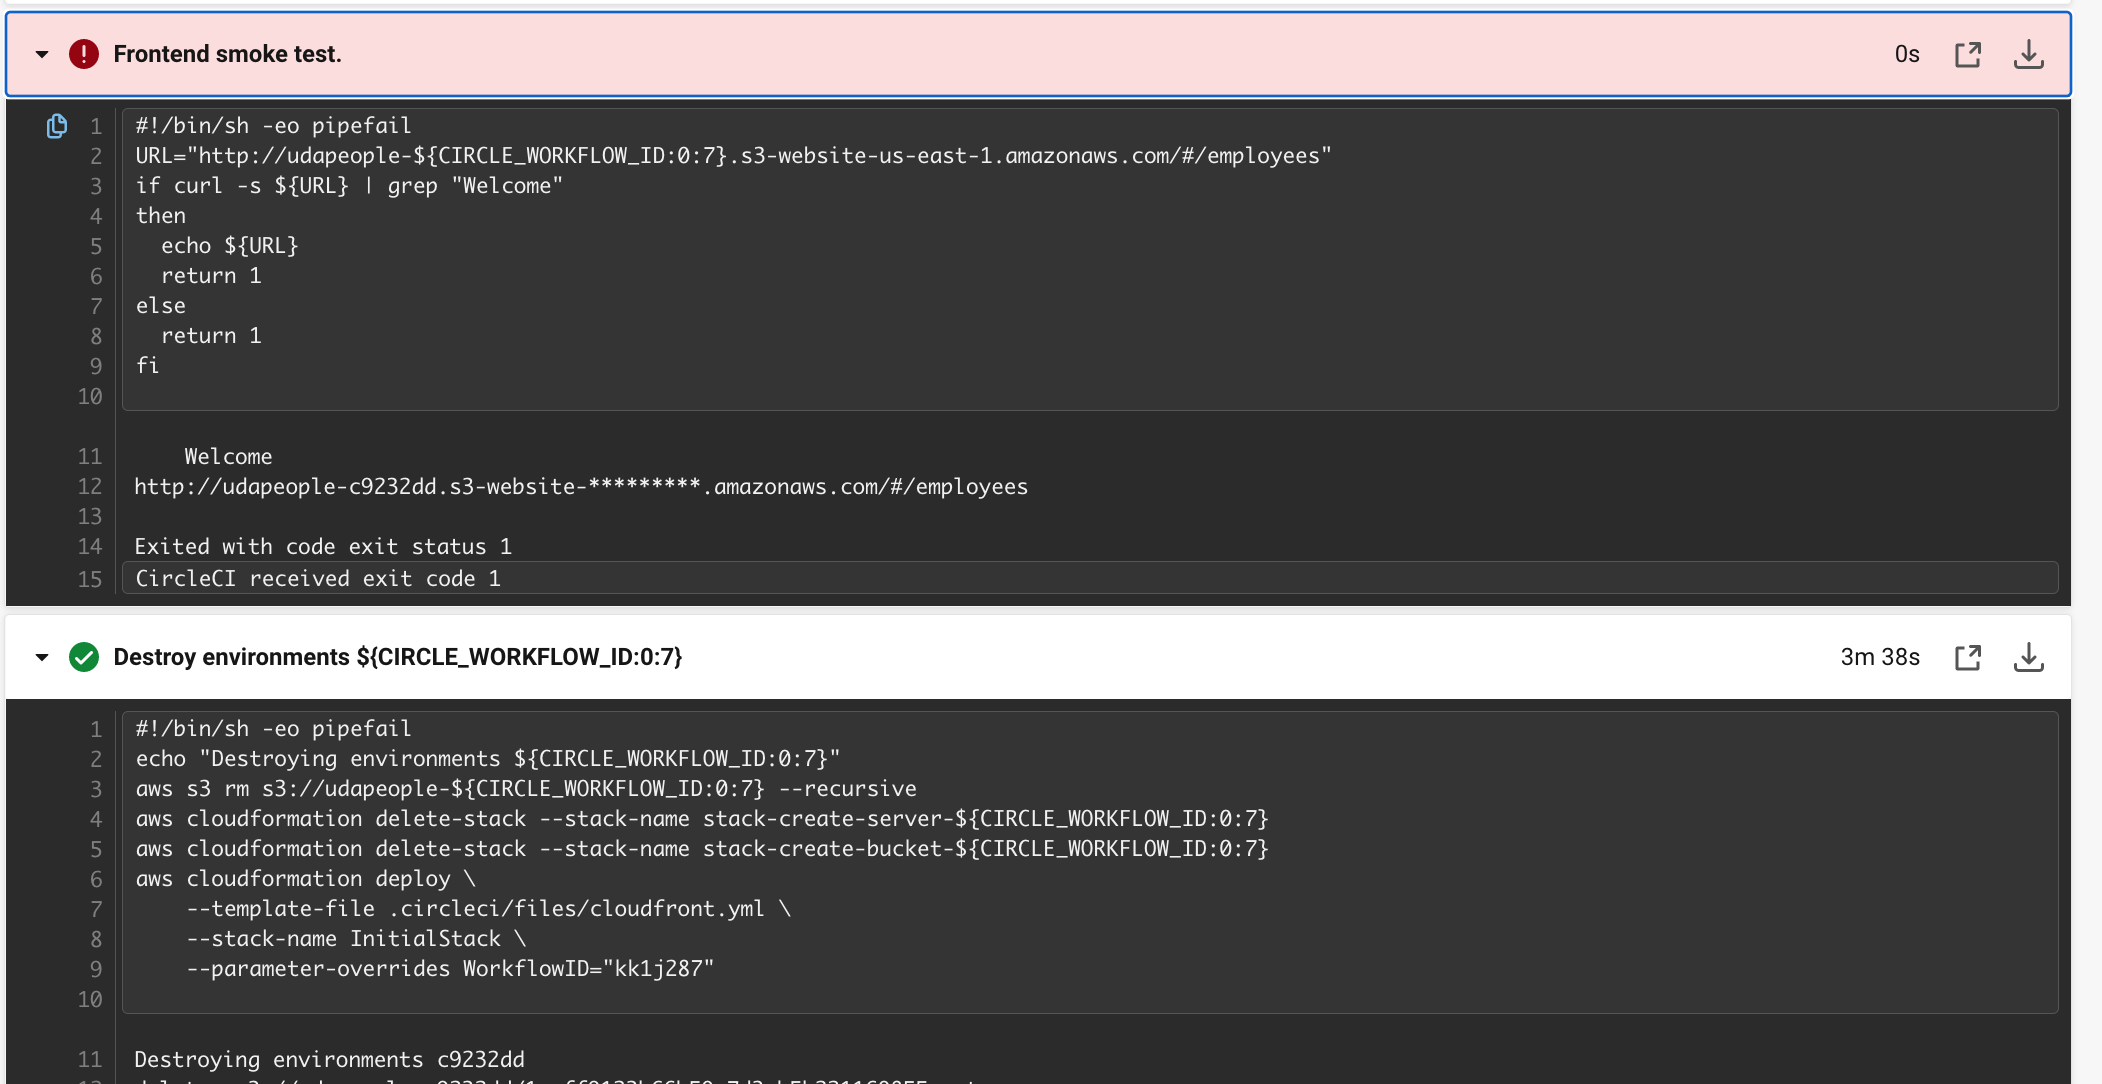 Frontend smoke test.
0s
1 #!/bin/sh -eo pipefail
2 URL="http://udapeople-${CIRCLE_WORKFLOW_ID:0:7}.s3-website-us-east-1.amazonaws.com/#/employees"
3 if curl -s ${URL} | grep "Welcome"
4 then
5   echo ${URL}
6   return 1
7 else
8   return 1
9 fi
10
11     Welcome
12 http://udapeople-c9232dd.s3-website-*********.amazonaws.com/#/employees
13
14 Exited with code exit status 1
15 CircleCI received exit code 1
Destroy environments ${CIRCLE_WORKFLOW_ID:0:7}
3m 38s
1 #!/bin/sh -eo pipefail
2 echo "Destroying environments ${CIRCLE_WORKFLOW_ID:0:7}"
3 aws s3 rm s3://udapeople-${CIRCLE_WORKFLOW_ID:0:7} --recursive
4 aws cloudformation delete-stack --stack-name stack-create-server-${CIRCLE_WORKFLOW_ID:0:7}
5 aws cloudformation delete-stack --stack-name stack-create-bucket-${CIRCLE_WORKFLOW_ID:0:7}
6 aws cloudformation deploy \
7     --template-file .circleci/files/cloudfront.yml \
8     --stack-name InitialStack \
9     --parameter-overrides WorkflowID="kk1j287"
10
11 Destroying environments c9232dd